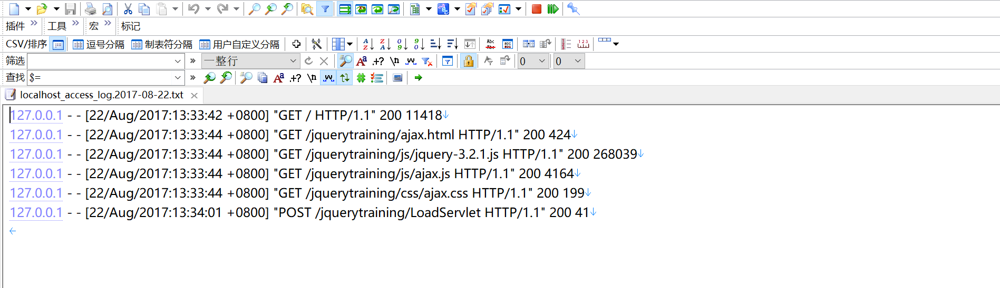 插件 » 工具 » 宏 » 标记
CSV/排序 逗号分隔 制表符分隔 用户自定义分隔
筛选 » 一整行 0 0
查找 $= »
localhost_access_log.2017-08-22.txt
127.0.0.1 - - [22/Aug/2017:13:33:42 +0800] "GET / HTTP/1.1" 200 11418↓
127.0.0.1 - - [22/Aug/2017:13:33:44 +0800] "GET /jquerytraining/ajax.html HTTP/1.1" 200 424↓
127.0.0.1 - - [22/Aug/2017:13:33:44 +0800] "GET /jquerytraining/js/jquery-3.2.1.js HTTP/1.1" 200 268039↓
127.0.0.1 - - [22/Aug/2017:13:33:44 +0800] "GET /jquerytraining/js/ajax.js HTTP/1.1" 200 4164↓
127.0.0.1 - - [22/Aug/2017:13:33:44 +0800] "GET /jquerytraining/css/ajax.css HTTP/1.1" 200 199↓
127.0.0.1 - - [22/Aug/2017:13:34:01 +0800] "POST /jquerytraining/LoadServlet HTTP/1.1" 200 41↓
←